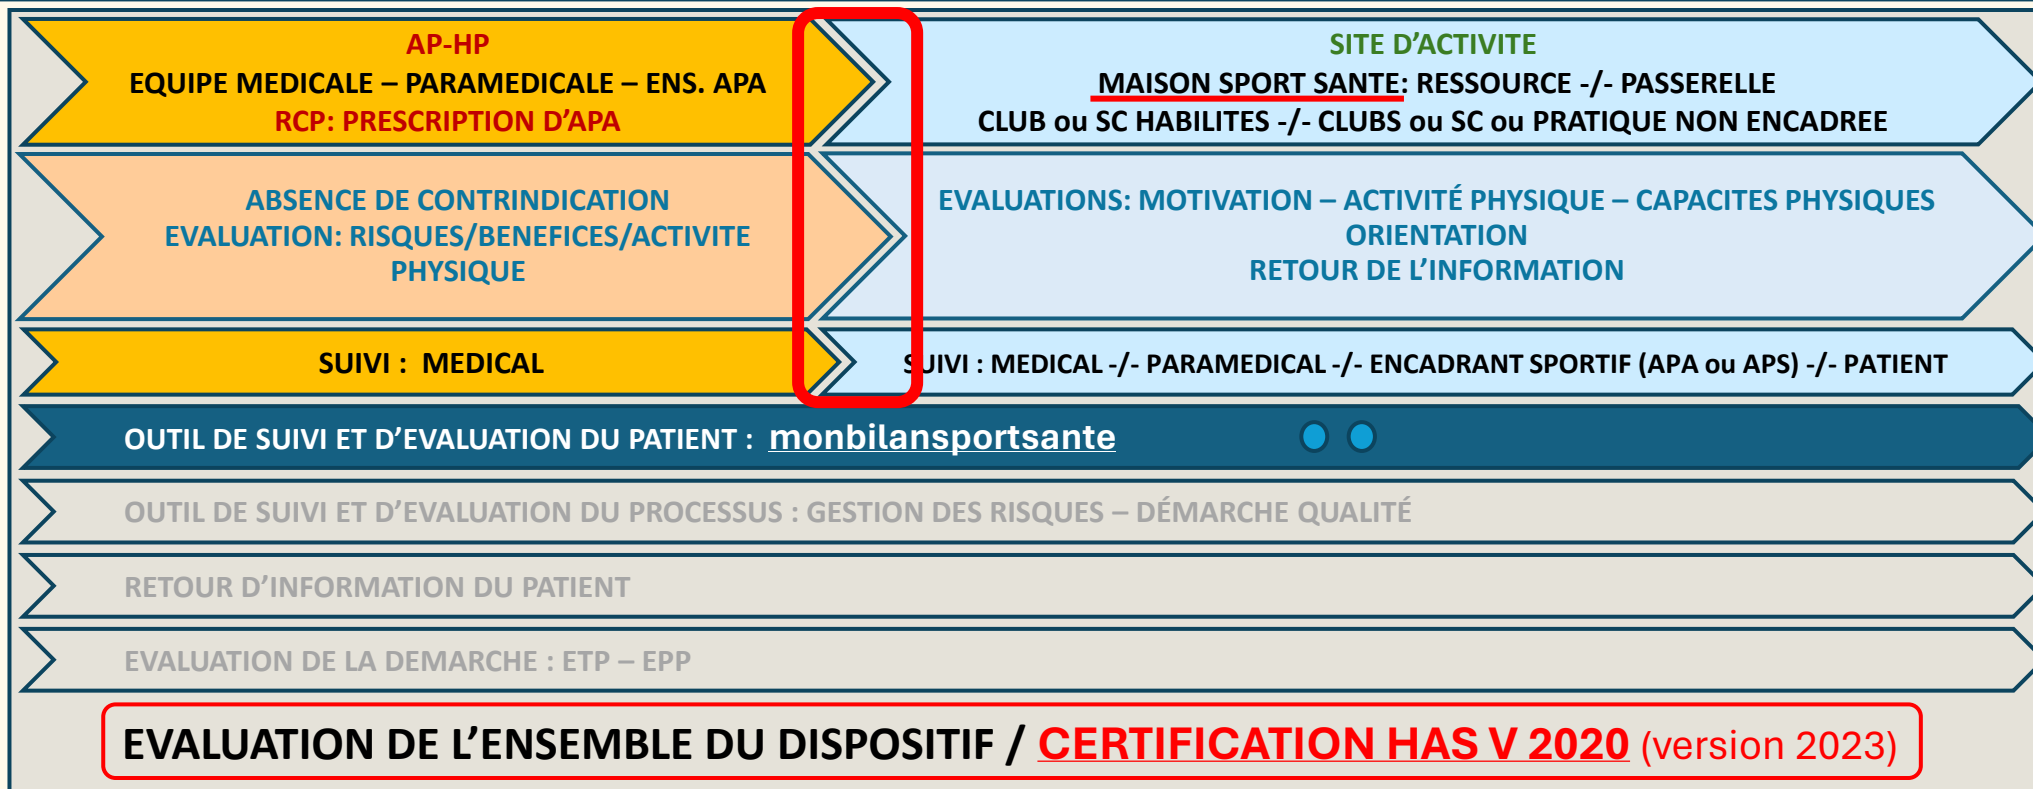 AP-HP
EQUIPE MEDICALE – PARAMEDICALE – ENS. APA
RCP: PRESCRIPTION D’APA
SITE D’ACTIVITE
MAISON SPORT SANTE: RESSOURCE -/- PASSERELLE
CLUB ou SC HABILITES -/- CLUBS ou SC ou PRATIQUE NON ENCADREE
ABSENCE DE CONTRINDICATION
EVALUATION: RISQUES/BENEFICES/ACTIVITE
PHYSIQUE
EVALUATIONS: MOTIVATION – ACTIVITÉ PHYSIQUE – CAPACITES PHYSIQUES
ORIENTATION
RETOUR DE L’INFORMATION
SUIVI : MEDICAL
SUIVI : MEDICAL -/- PARAMEDICAL -/- ENCADRANT SPORTIF (APA ou APS) -/- PATIENT
OUTIL DE SUIVI ET D’EVALUATION DU PATIENT : monbilansportsante
OUTIL DE SUIVI ET D’EVALUATION DU PROCESSUS : GESTION DES RISQUES – DÉMARCHE QUALITÉ
RETOUR D’INFORMATION DU PATIENT
EVALUATION DE LA DEMARCHE : ETP – EPP
EVALUATION DE L’ENSEMBLE DU DISPOSITIF / CERTIFICATION HAS V 2020 (version 2023)